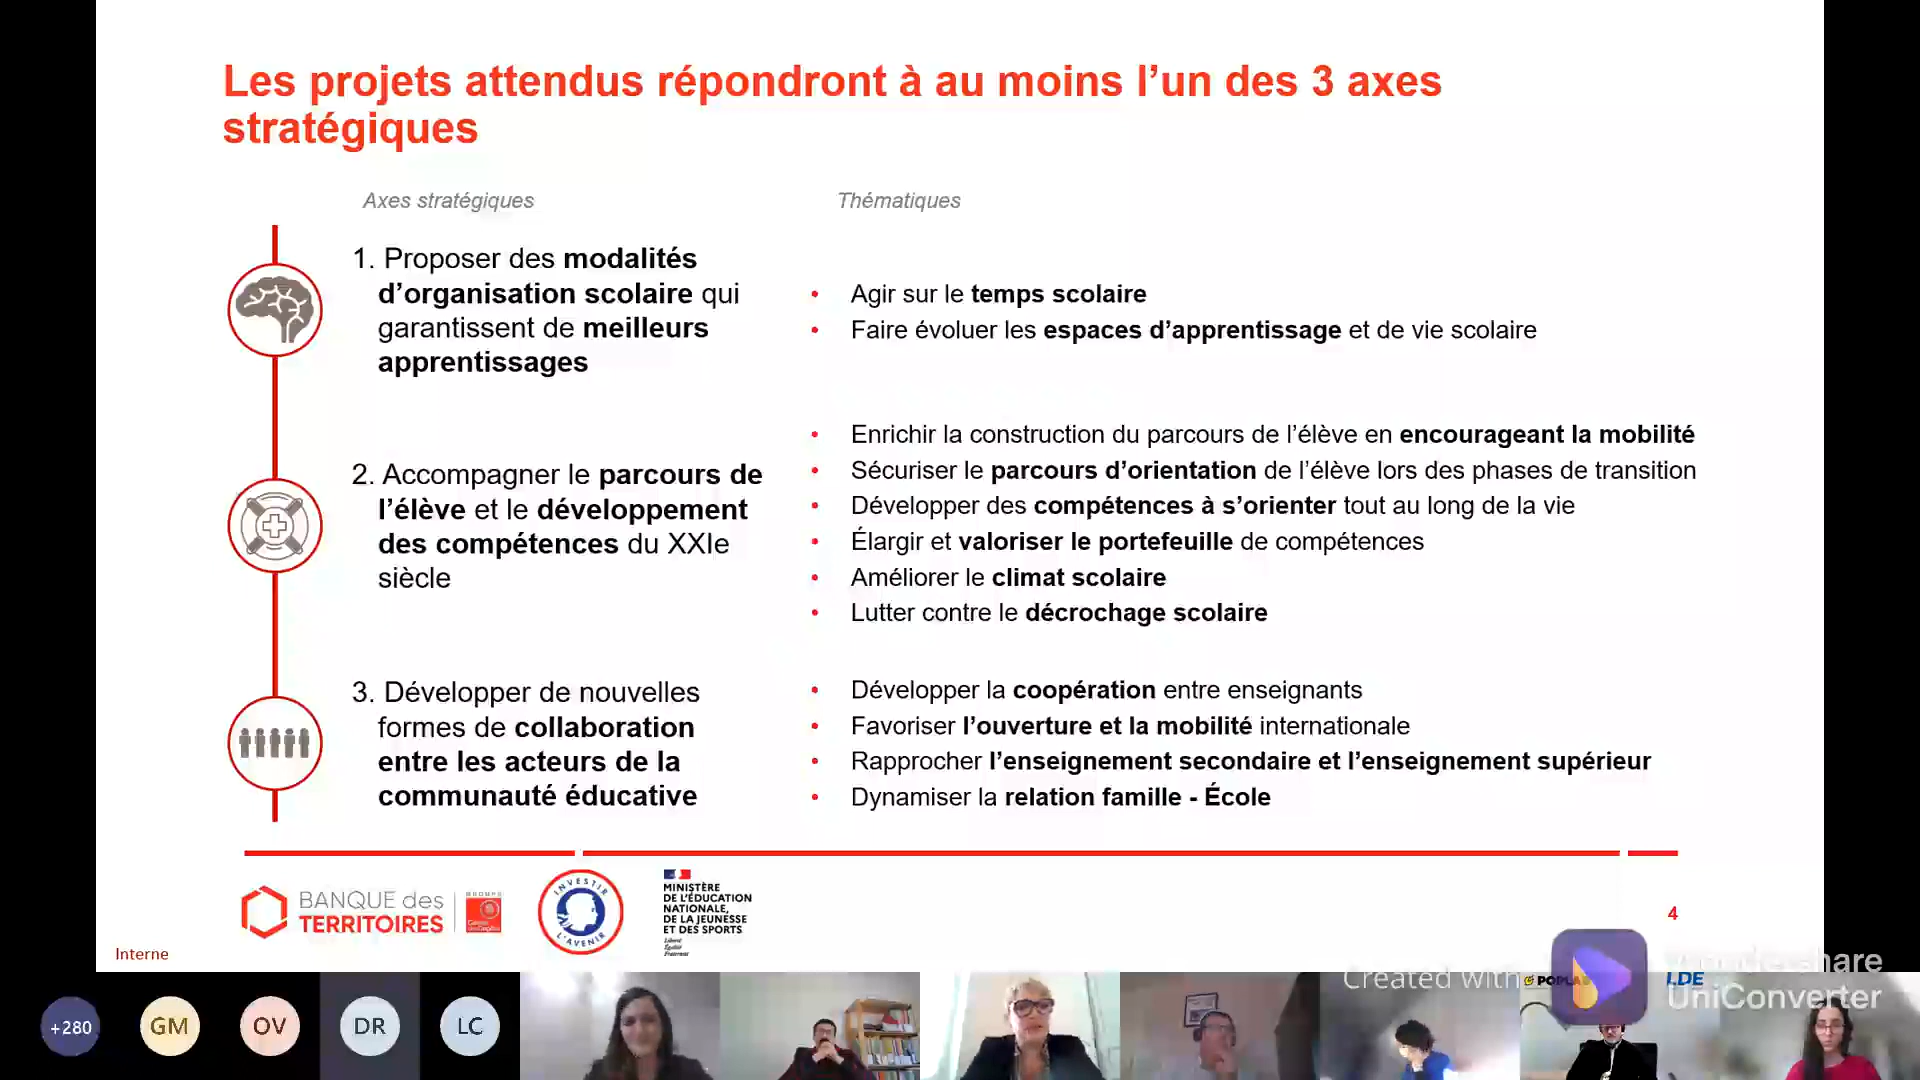 Les projets attendus répondront à au moins l’un des 3 axes
stratégiques
Axes stratégiques
Thématiques
1. Proposer des modalités
d’organisation scolaire qui
garantissent de meilleurs
apprentissages
• Agir sur le temps scolaire
• Faire évoluer les espaces d’apprentissage et de vie scolaire
2. Accompagner le parcours de
l’élève et le développement
des compétences du XXIe
siècle
• Enrichir la construction du parcours de l’élève en encourageant la mobilité
• Sécuriser le parcours d’orientation de l’élève lors des phases de transition
• Développer des compétences à s’orienter tout au long de la vie
• Élargir et valoriser le portefeuille de compétences
• Améliorer le climat scolaire
• Lutter contre le décrochage scolaire
3. Développer de nouvelles
formes de collaboration
entre les acteurs de la
communauté éducative
• Développer la coopération entre enseignants
• Favoriser l’ouverture et la mobilité internationale
• Rapprocher l’enseignement secondaire et l’enseignement supérieur
• Dynamiser la relation famille - École
BANQUE des
TERRITOIRES
INVESTIR
L'AVENIR
MINISTÈRE
DE L'ÉDUCATION
NATIONALE,
DE LA JEUNESSE
ET DES SPORTS
Liberté
Égalité
Fraternité
4
Interne
+280
GM
OV
DR
LC
Created with
Wondershare
UniConverter
LDE